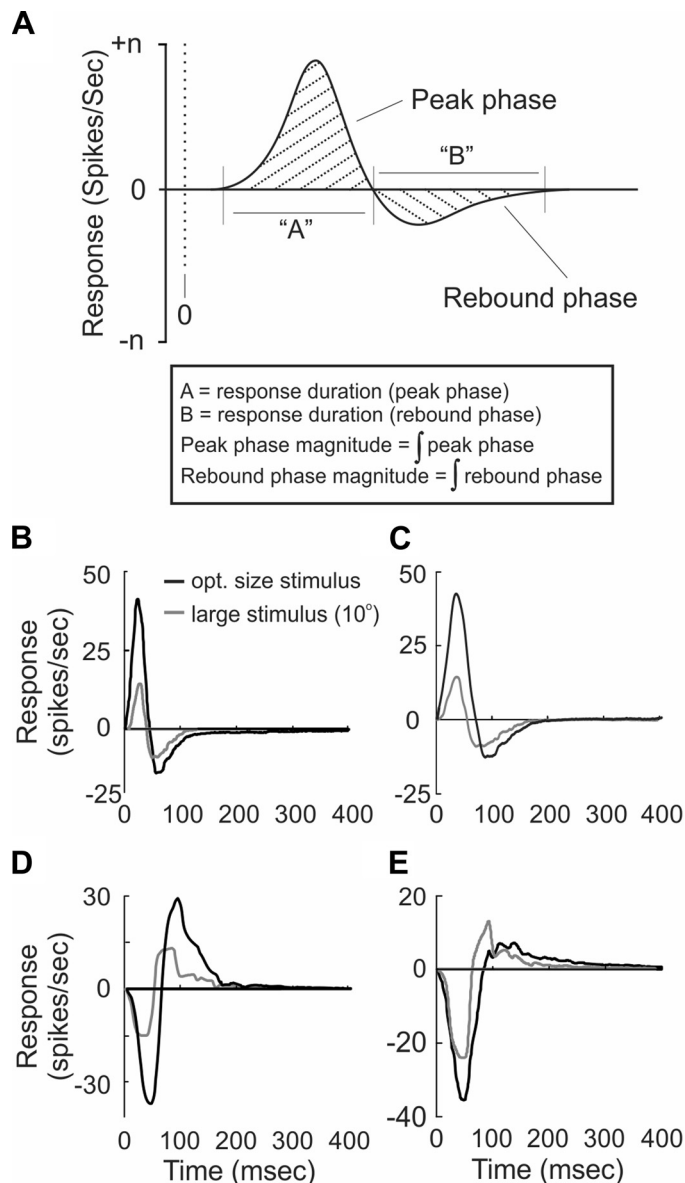 A
Response (Spikes/Sec)
+n
0
-n
0
Peak phase
"B"
"A"
Rebound phase
A = response duration (peak phase)
B = response duration (rebound phase)
Peak phase magnitude = ∫ peak phase
Rebound phase magnitude = ∫ rebound phase
B
Response
(spikes/sec)
50
25
0
-25
0 100 200 300 400
opt. size stimulus
large stimulus (10°)
C
50
25
0
-25
0 100 200 300 400
D
Response
(spikes/sec)
30
0
-30
0 100 200 300 400
Time (msec)
E
20
0
-20
-40
0 100 200 300 400
Time (msec)